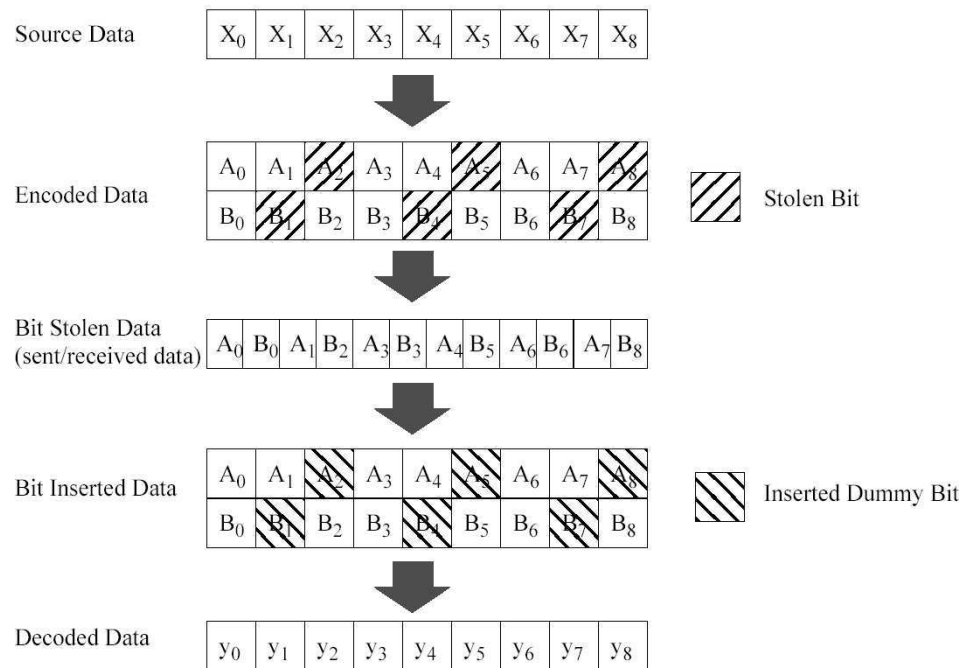 Source Data X₀ X₁ X₂ X₃ X₄ X₅ X₆ X₇ X₈
A₀ A₁ A₂ A₃ A₄ A₅ A₆ A₇ A₈
Encoded Data
Stolen Bit
B₀ B₁ B₂ B₃ B₄ B₅ B₆ B₇ B₈
Bit Stolen Data
(sent/received data)
A₀ B₀ A₁ B₂ A₃ B₃ A₄ B₅ A₆ B₆ A₇ B₈
A₀ A₁ A₂ A₃ A₄ A₅ A₆ A₇ A₈
Bit Inserted Data
Inserted Dummy Bit
B₀ B₁ B₂ B₃ B₄ B₅ B₆ B₇ B₈
Decoded Data y₀ y₁ y₂ y₃ y₄ y₅ y₆ y₇ y₈